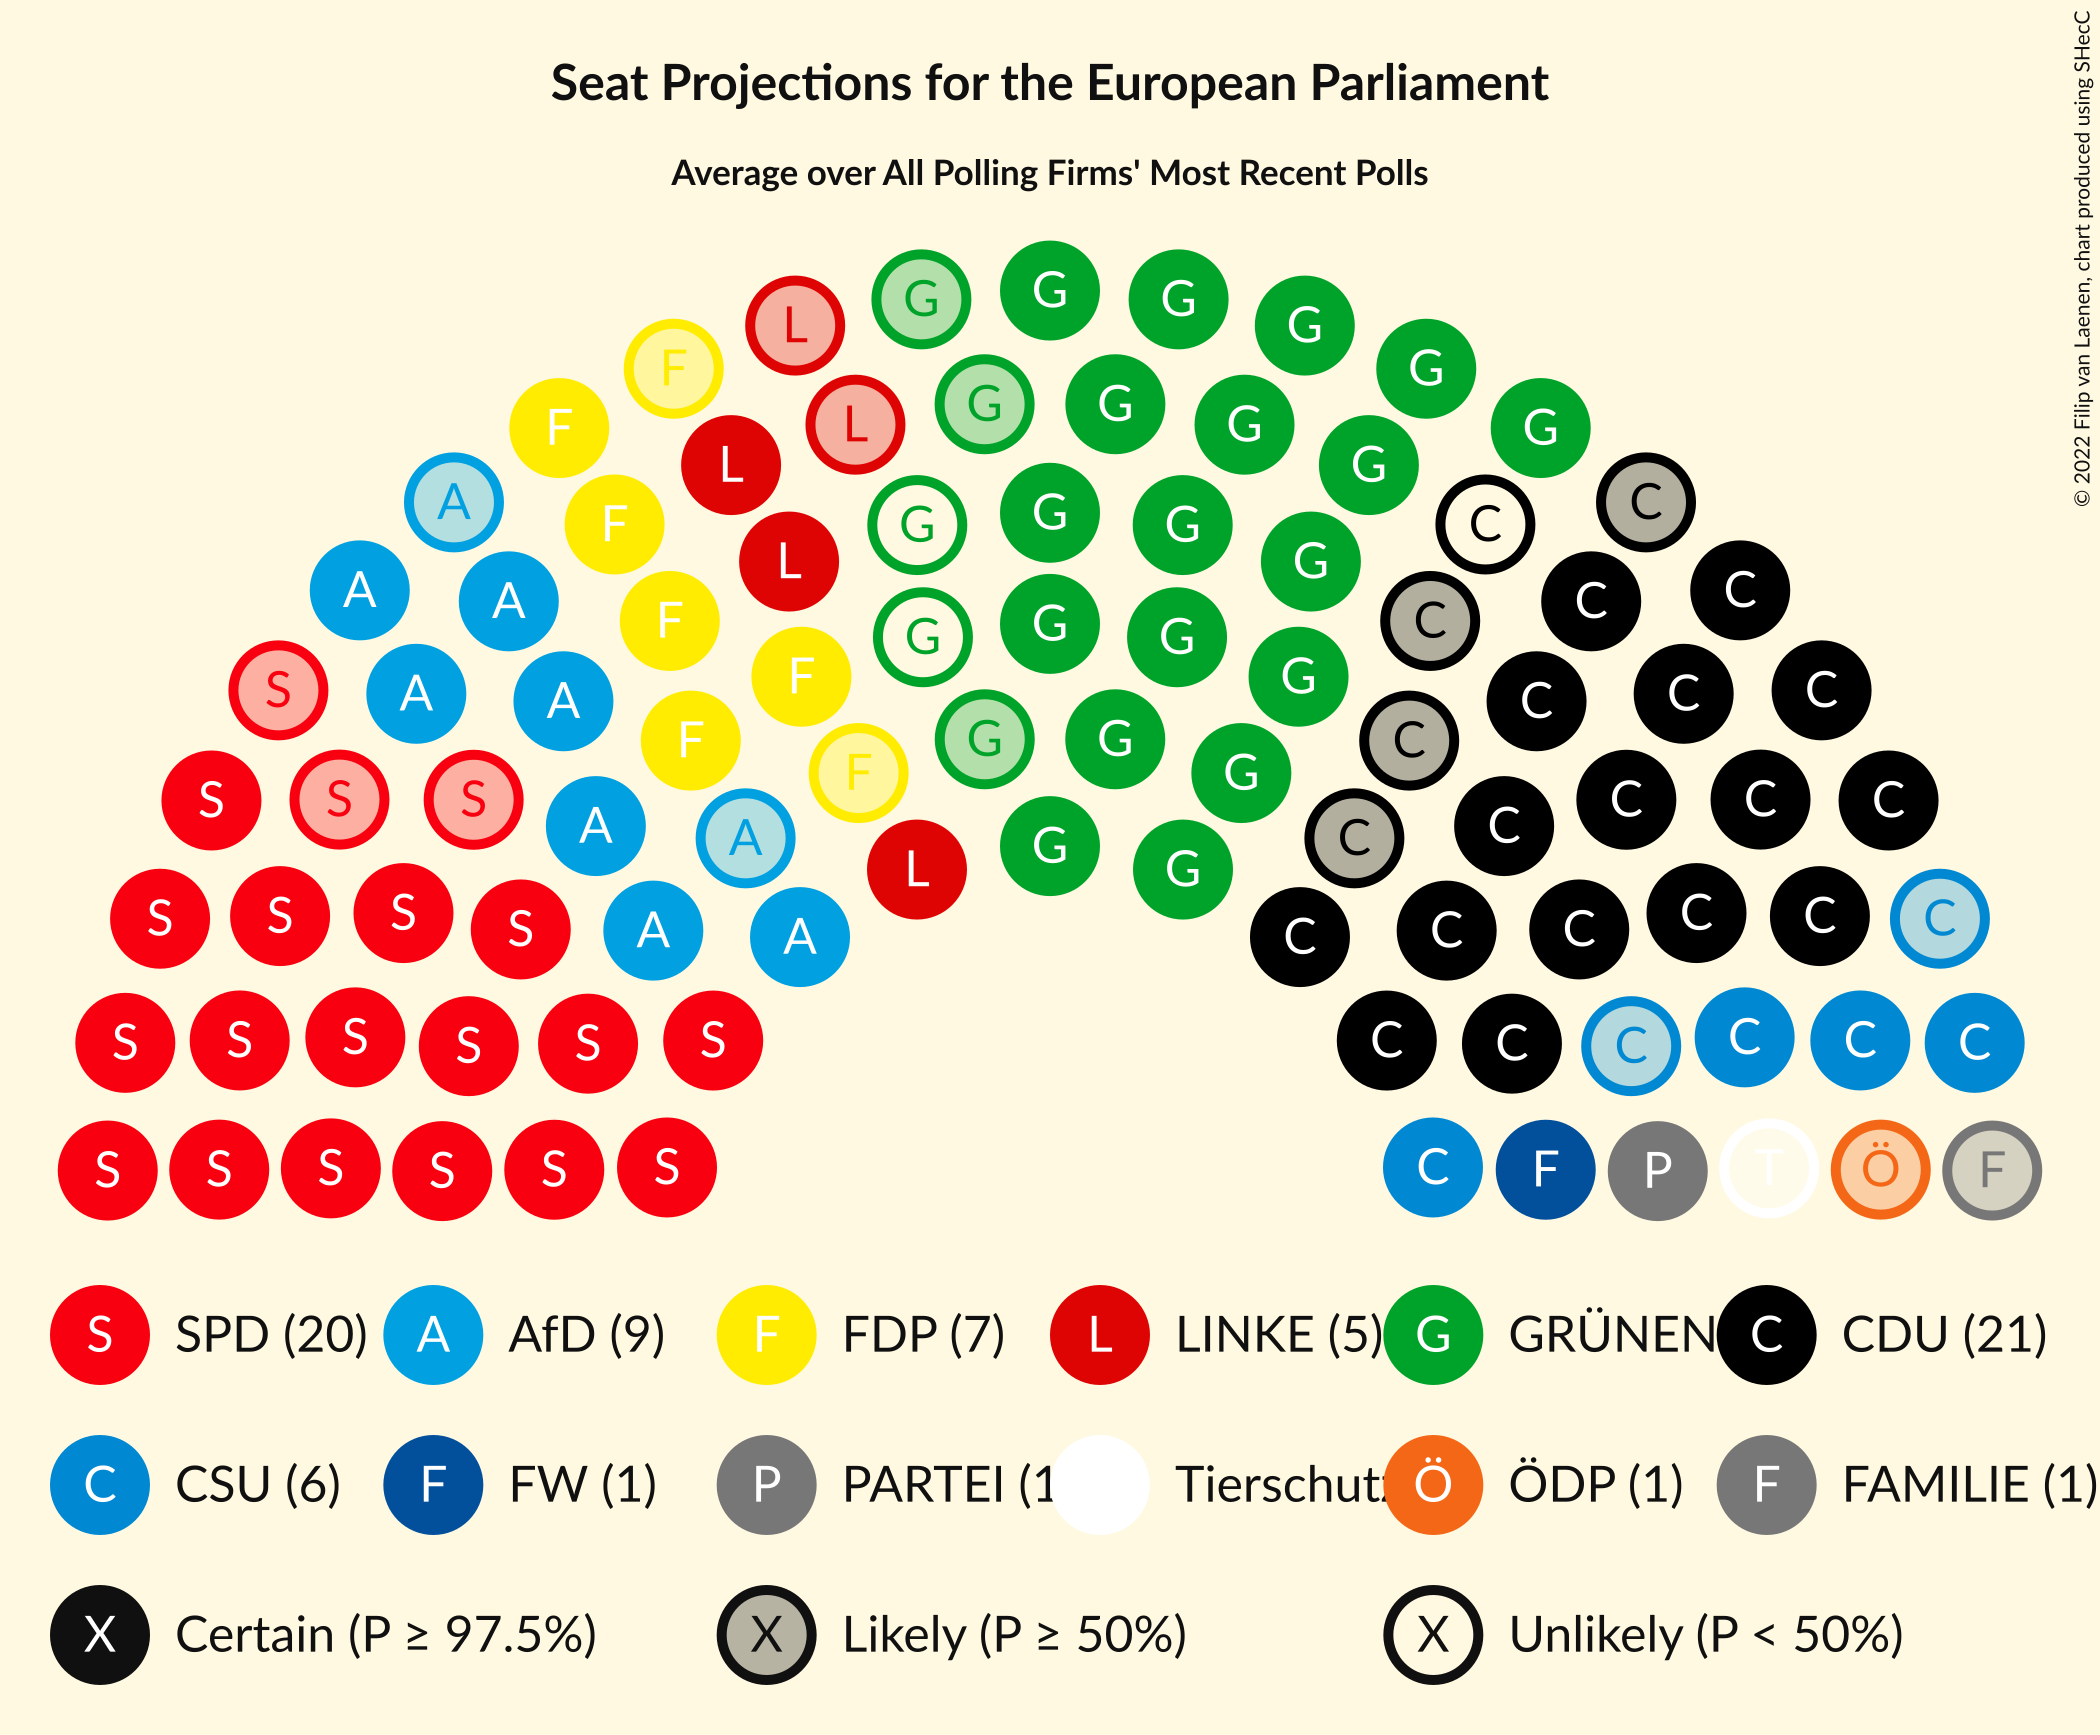 Seat Projections for the European Parliament
Average over All Polling Firms' Most Recent Polls
© 2022 Filip van Laenen, chart produced using SHecC
G G G G
L L
F G
F G G G G
F L L G G
A F C C
F L G G G G C
A A F G G G G C C C
S A A F F G G G C C C C C
S S S A F A F G G C C C C C
S S S S A A L G G C C C C C C C
S S S S S S C C C C C C
S S S S S S C F P T Ö F
S SPD (20) A AfD (9) F FDP (7) L LINKE (5) G GRÜNEN C CDU (21)
C CSU (6) F FW (1) P PARTEI (1 Tierschutz Ö ÖDP (1) F FAMILIE (1)
X Certain (P ≥ 97.5%) X Likely (P ≥ 50%) X Unlikely (P < 50%)